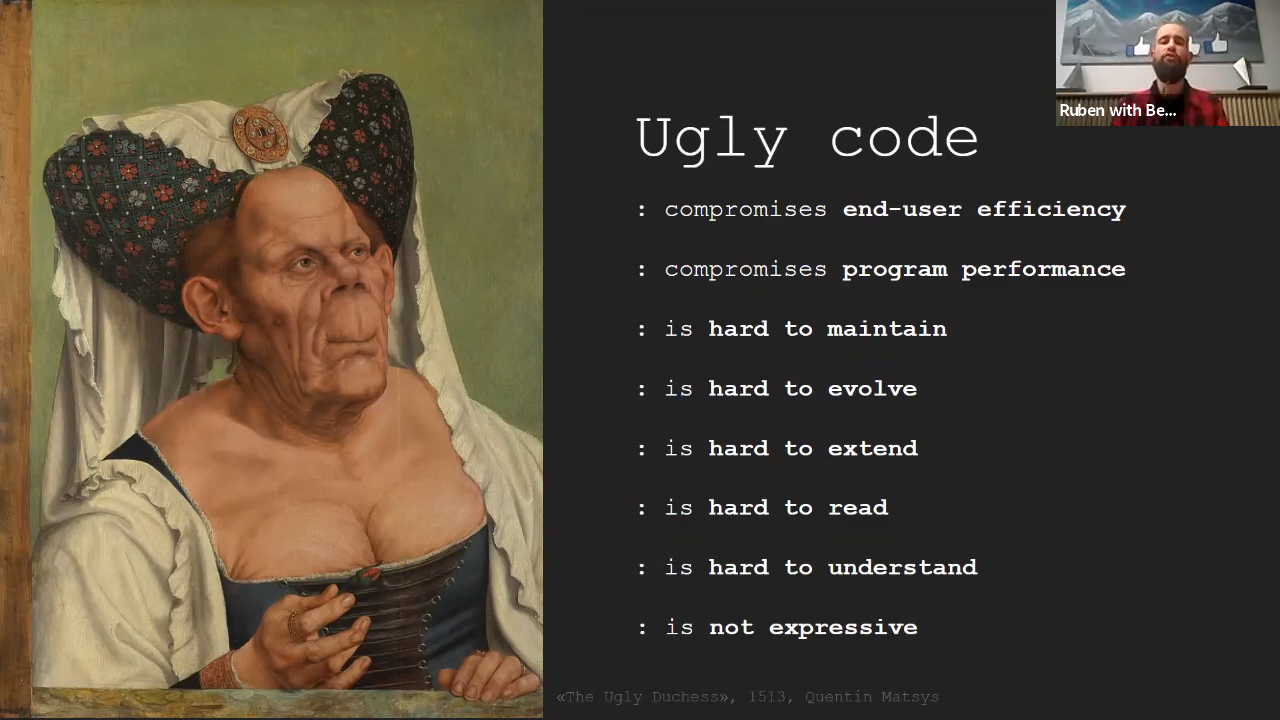 Ruben with Be...
Ugly code
: compromises end-user efficiency
: compromises program performance
: is hard to maintain
: is hard to evolve
: is hard to extend
: is hard to read
: is hard to understand
: is not expressive
«The Ugly Duchess», 1513, Quentin Matsys